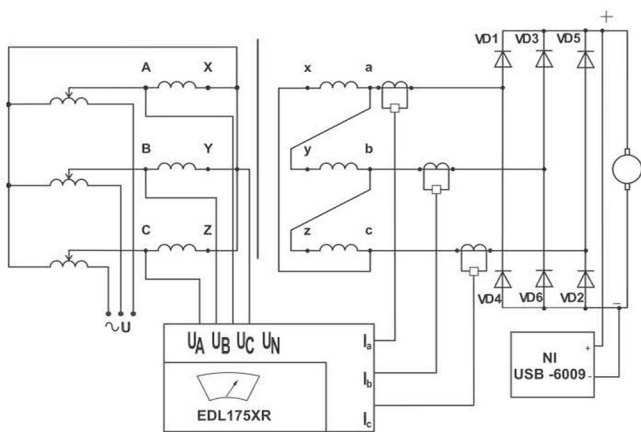 +
VD1 VD3 VD5
A X x a
B Y y b
C Z z c
VD4 VD6 VD2
−
∼U
UA UB UC UN
Ia
Ib
Ic
EDL175XR
+
NI
USB -6009 -